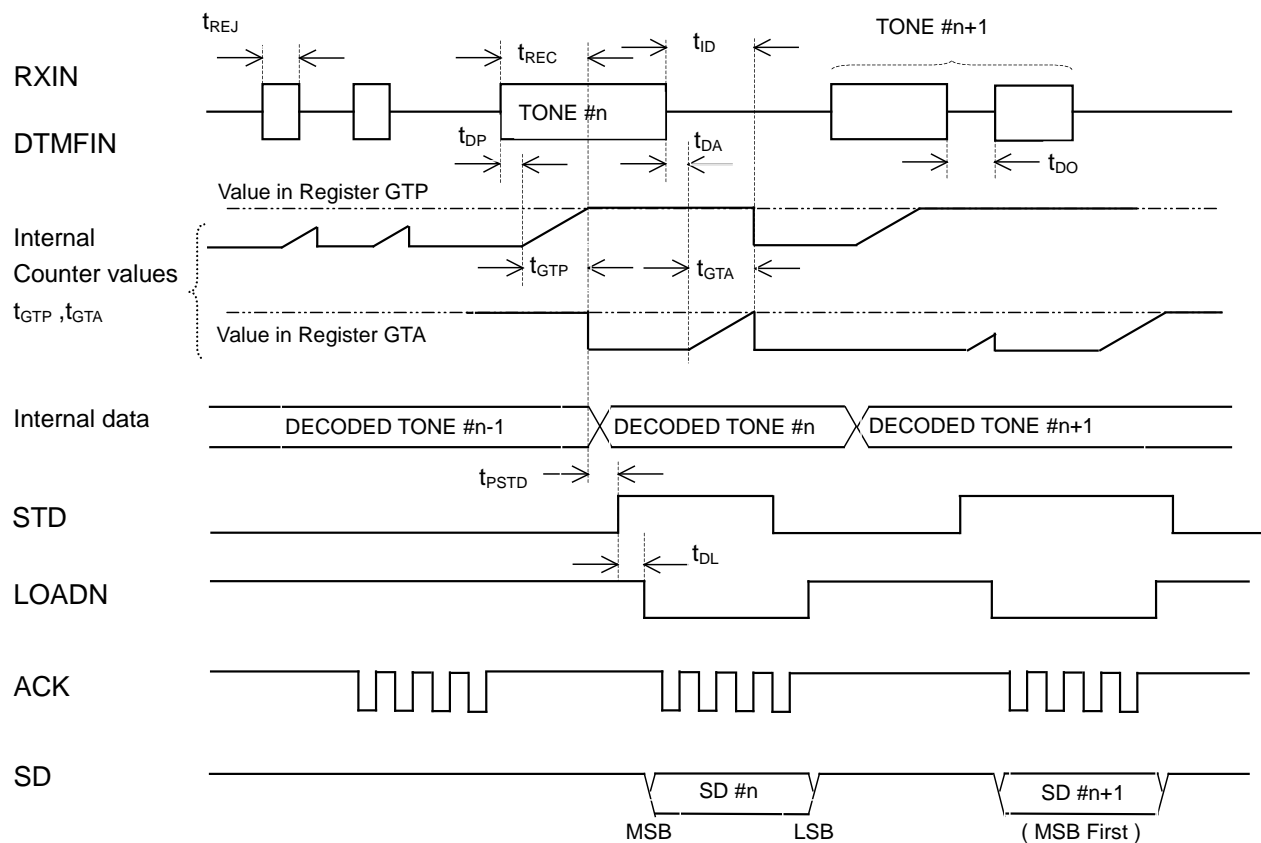 tREJ
tREC
tID
TONE #n+1
RXIN
TONE #n
DTMFIN
tDP
tDA
tDO
Value in Register GTP
Internal
Counter values
tGTP ,tGTA
tGTP
tGTA
Value in Register GTA
Internal data
DECODED TONE #n-1
DECODED TONE #n
DECODED TONE #n+1
tPSTD
STD
tDL
LOADN
ACK
SD
SD #n
SD #n+1
MSB
LSB
( MSB First )